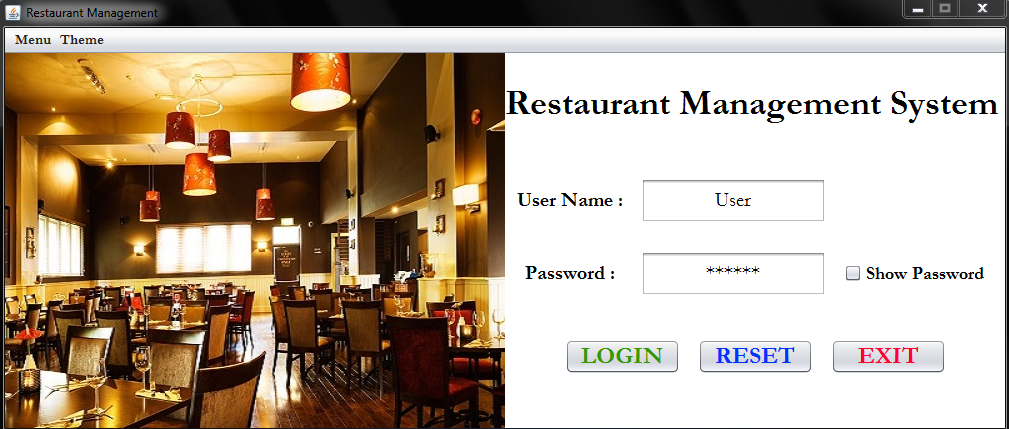 Restaurant Management
Menu Theme
Restaurant Management System
User Name : User
Password : ****** Show Password
LOGIN RESET EXIT